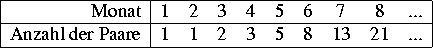 Monat 1 2 3 4 5 6 7 8 ...
Anzahl der Paare 1 1 2 3 5 8 13 21 ...